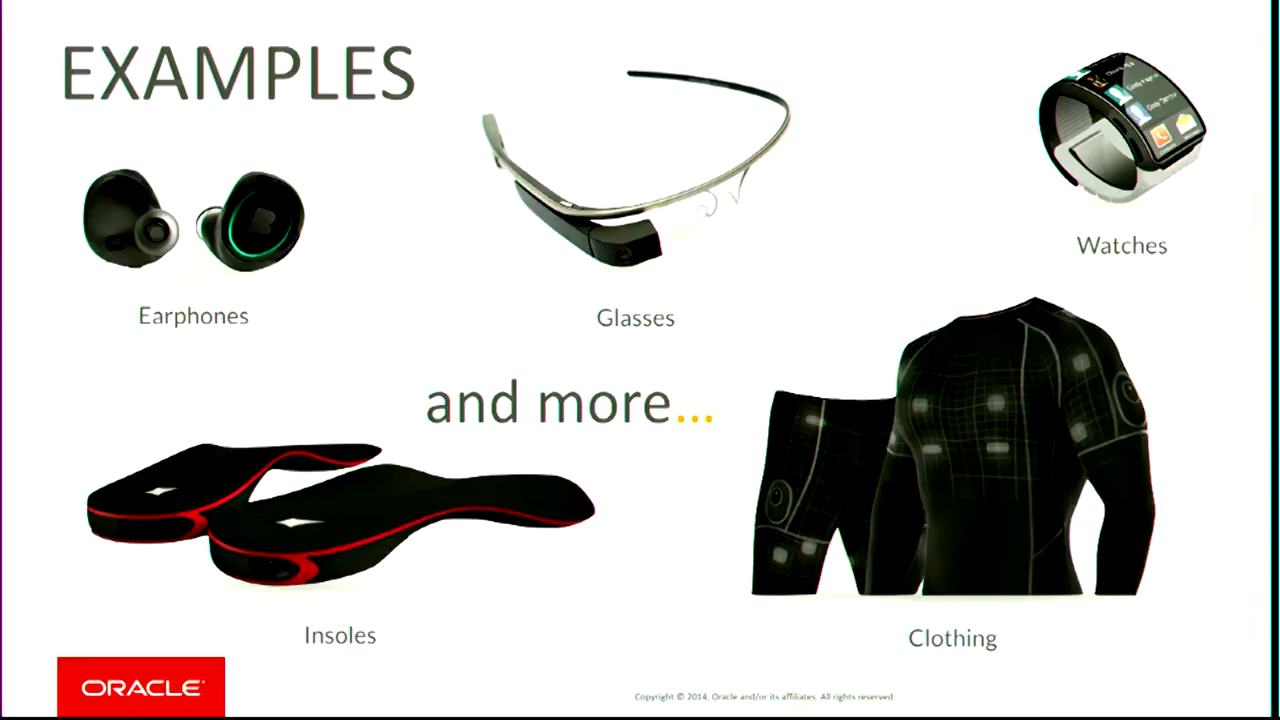 EXAMPLES
Earphones
Glasses
Watches
and more...
Insoles
Clothing
ORACLE
Copyright © 2014, Oracle and/or its affiliates. All rights reserved.